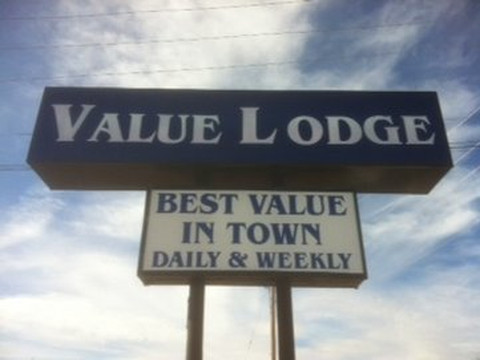 VALUE LODGE
BEST VALUE
IN TOWN
DAILY & WEEKLY